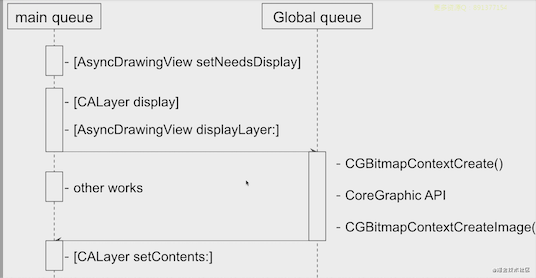 main queue
Global queue
- [AsyncDrawingView setNeedsDisplay]
- [CALayer display]
- [AsyncDrawingView displayLayer:]
- CGBitmapContextCreate()
- other works
- CoreGraphic API
- CGBitmapContextCreateImage(
- [CALayer setContents:]